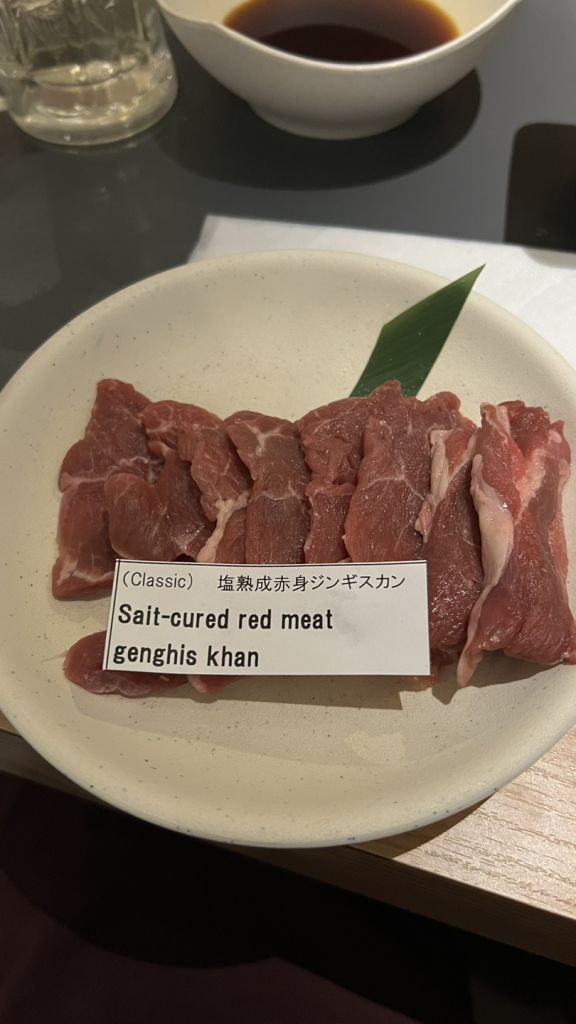 (Classic) 塩熟成赤身ジンギスカン
Sait-cured red meat
genghis khan